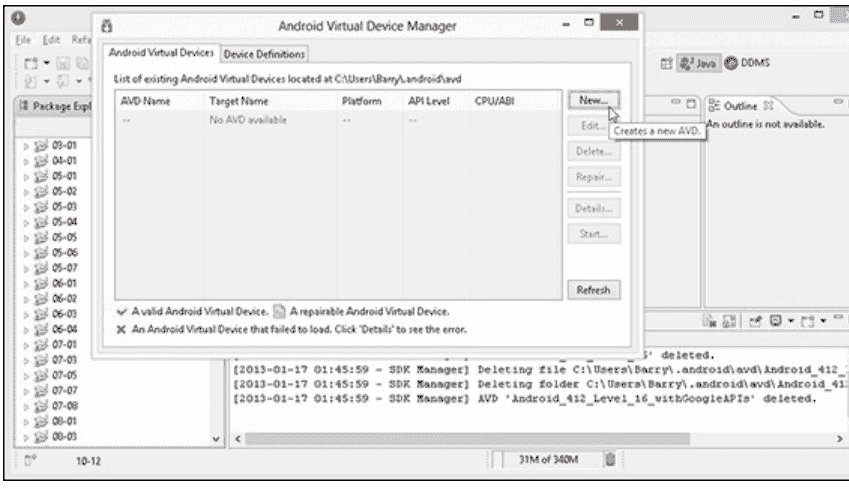 Android Virtual Device Manager
File Edit Refa
Android Virtual Devices Device Definitions
Java DDMS
List of existing Android Virtual Devices located at C:\Users\Barry\.android\avd
Package Expl
Outline
AVD Name Target Name Platform API Level CPU/ABI
New...
-- No AVD available -- --
Edit...
Creates a new AVD.
An outline is not available.
Delete...
Repair...
Details...
Start...
Refresh
03-01
04-01
05-01
05-02
05-03
05-04
05-05
05-06
05-07
06-01
06-02
06-03
06-04
07-01
07-03
07-05
07-07
07-08
08-01
08-03
A valid Android Virtual Device. A repairable Android Virtual Device.
An Android Virtual Device that failed to load. Click 'Details' to see the error.
' deleted.
[2013-01-17 01:45:59 - SDK Manager] Deleting file C:\Users\Barry\.android\avd\Android_412_
[2013-01-17 01:45:59 - SDK Manager] Deleting folder C:\Users\Barry\.android\avd\Android_41
[2013-01-17 01:45:59 - SDK Manager] AVD 'Android_412_Level_16_withGoogleAPIs' deleted.
10-12
31M of 340M